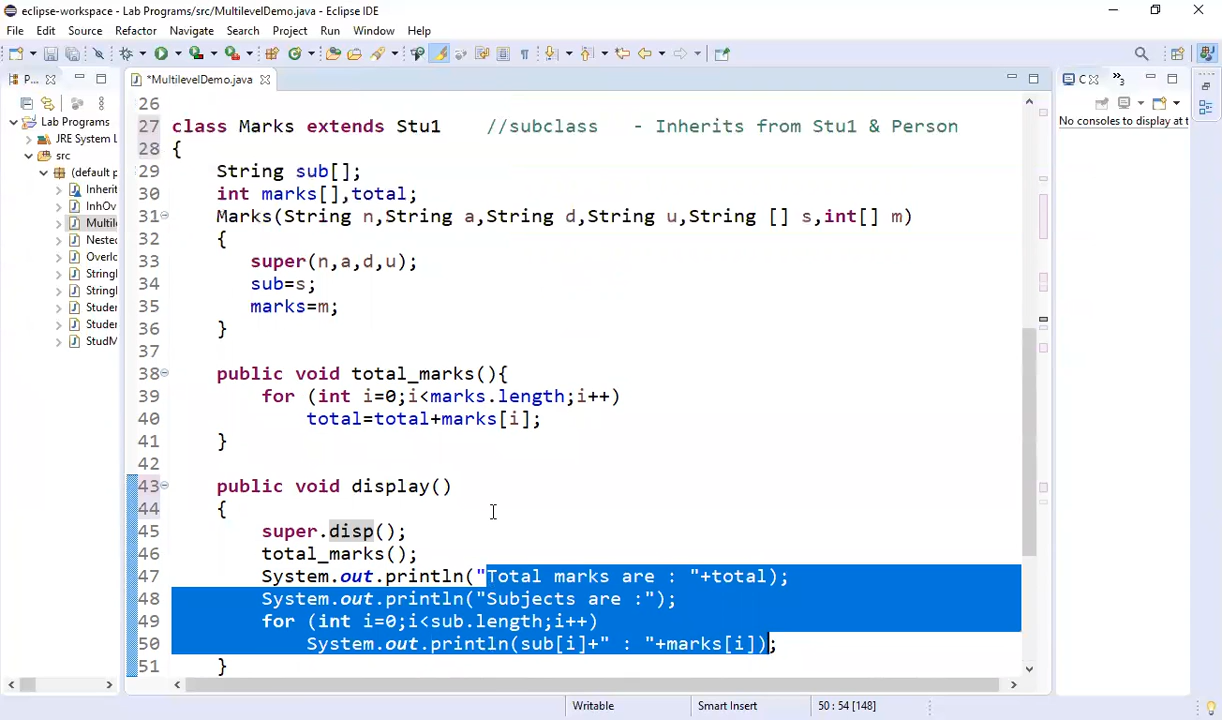 eclipse-workspace - Lab Programs/src/MultilevelDemo.java - Eclipse IDE
File Edit Source Refactor Navigate Search Project Run Window Help
P... *MultilevelDemo.java C »3
Lab Programs
JRE System L
src
(default p
Inherit
InhOv
Multile
Nested
Overlo
StringI
Stude
Stude
StudM
No consoles to display at t
26
27 class Marks extends Stu1 //subclass - Inherits from Stu1 & Person
28 {
29 String sub[];
30 int marks[],total;
31 Marks(String n,String a,String d,String u,String [] s,int[] m)
32 {
33 super(n,a,d,u);
34 sub=s;
35 marks=m;
36 }
37
38 public void total_marks(){
39 for (int i=0;i<marks.length;i++)
40 total=total+marks[i];
41 }
42
43 public void display()
44 {
45 super.disp();
46 total_marks();
47 System.out.println("Total marks are : "+total);
48 System.out.println("Subjects are :");
49 for (int i=0;i<sub.length;i++)
50 System.out.println(sub[i]+" : "+marks[i]);
51 }
Writable Smart Insert 50 : 54 [148]